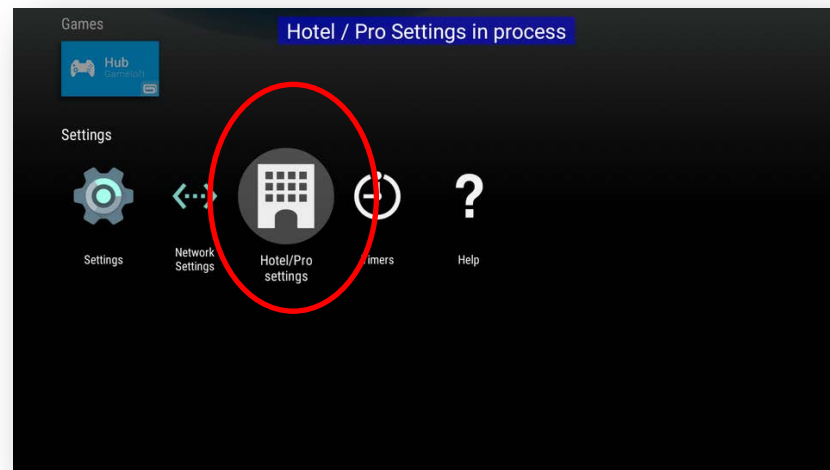 Games
Hotel / Pro Settings in process
Hub
Gameloft
Settings
Settings
Network
Settings
Hotel/Pro
settings
Timers
Help